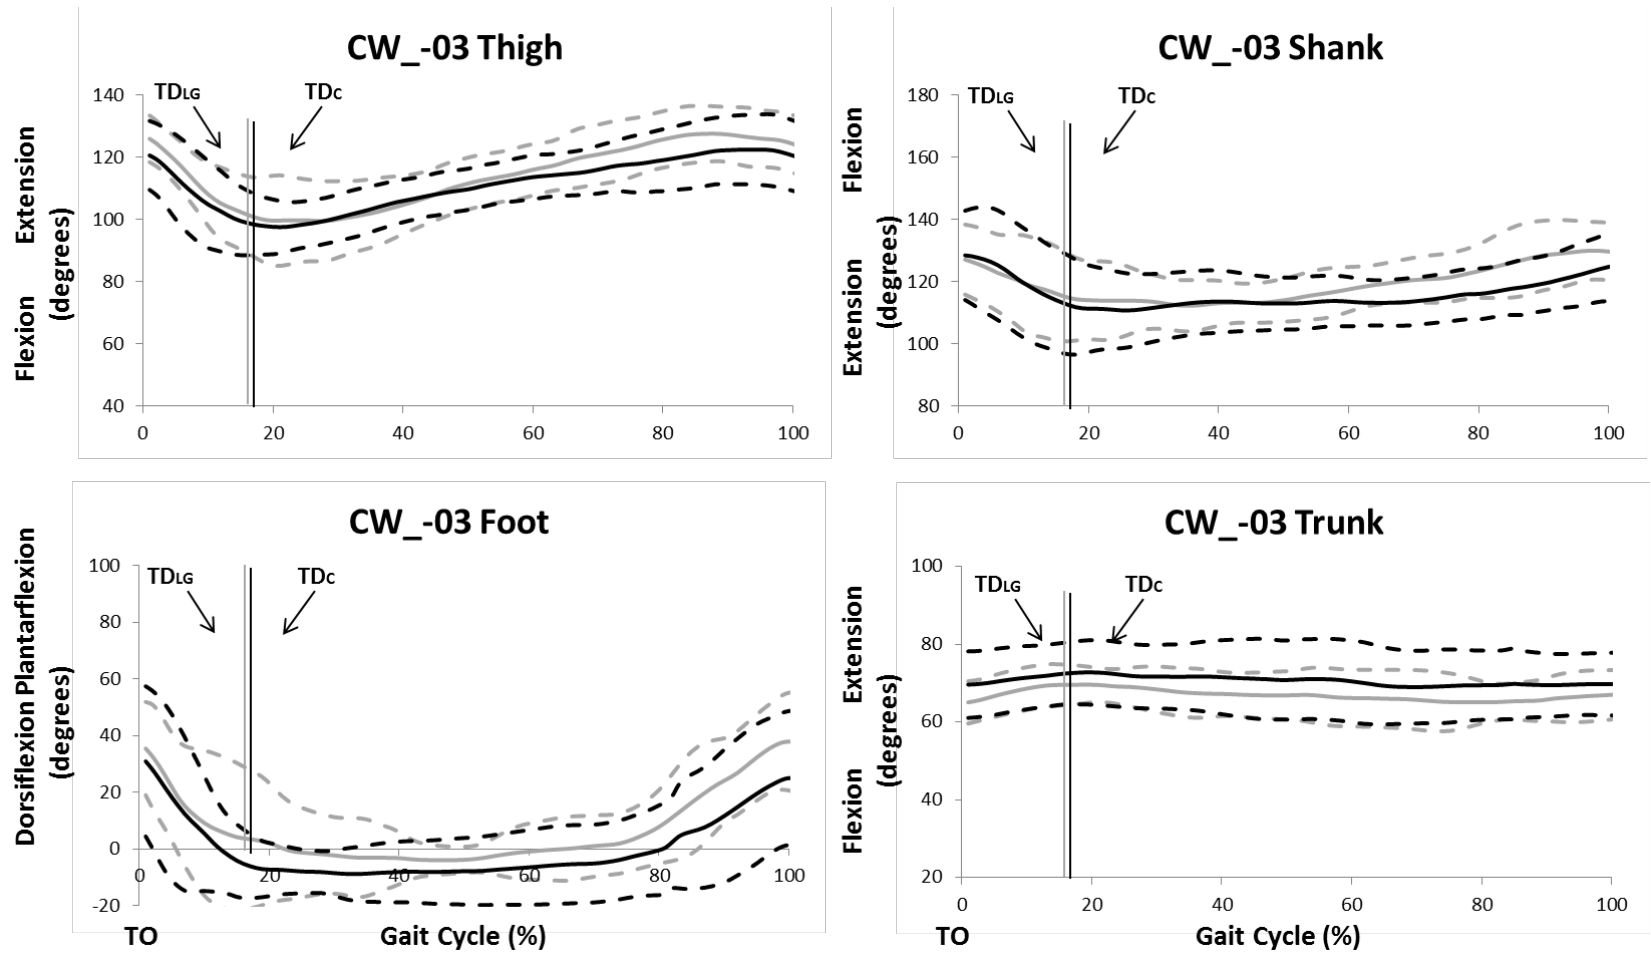 CW_-03 Thigh
TDLG
TDC
Flexion Extension
(degrees)
140
120
100
80
60
40
0 20 40 60 80 100
CW_-03 Shank
TDLG
TDC
Extension Flexion
(degrees)
180
160
140
120
100
80
0 20 40 60 80 100
CW_-03 Foot
TDLG
TDC
Dorsiflexion Plantarflexion
(degrees)
100
80
60
40
20
0
-20
0 20 40 60 80 100
TO Gait Cycle (%)
CW_-03 Trunk
TDLG
TDC
Flexion Extension
(degrees)
100
80
60
40
20
0 20 40 60 80 100
TO Gait Cycle (%)